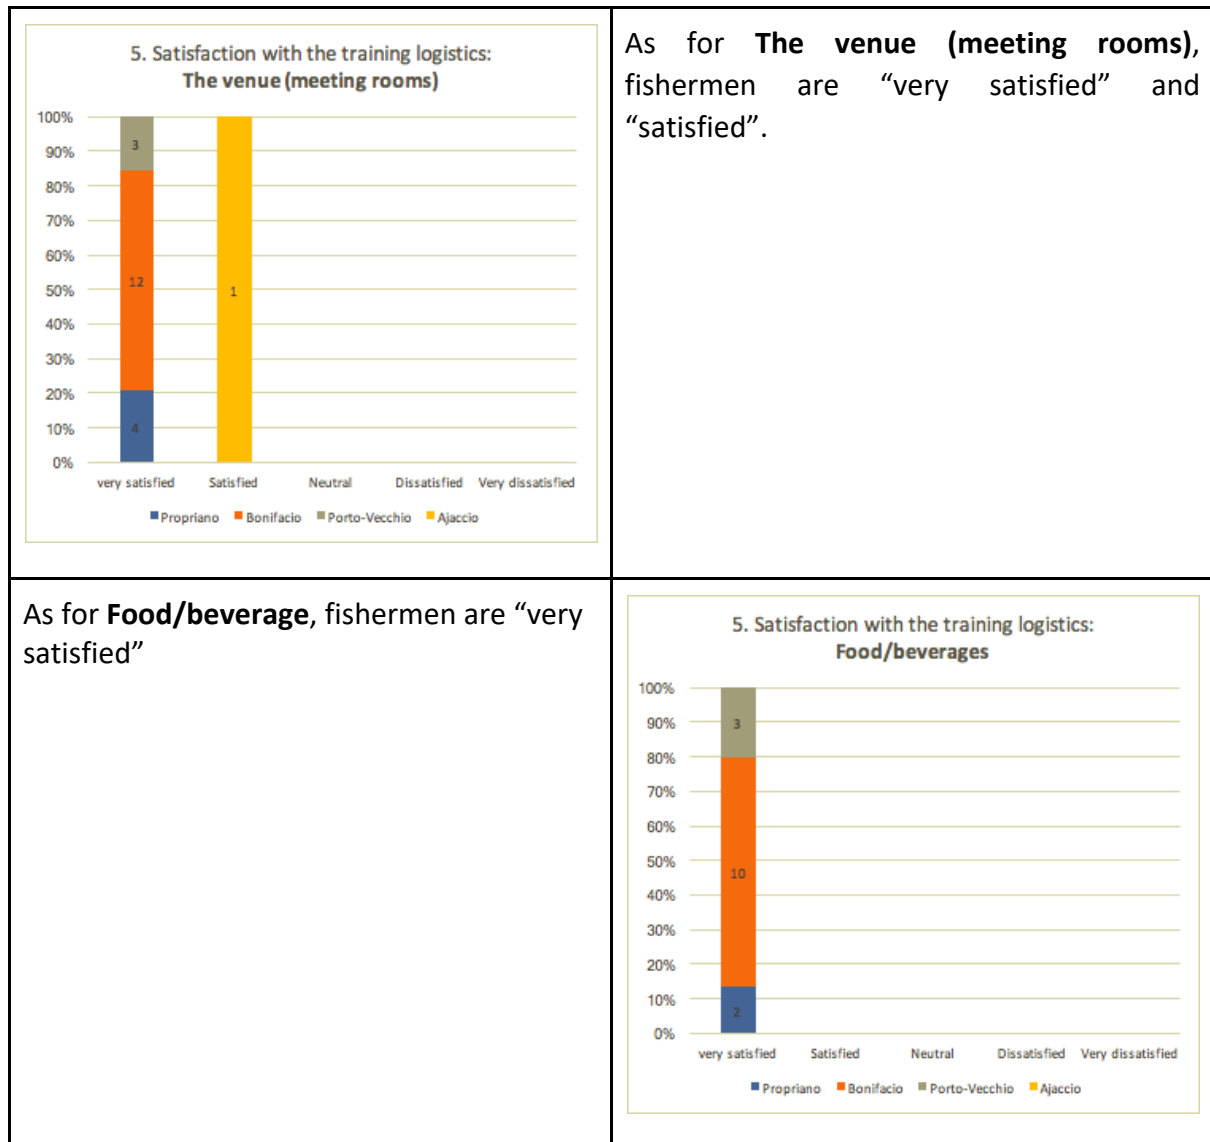 5. Satisfaction with the training logistics:
The venue (meeting rooms)
100%
90%
80%
70%
60%
50%
40%
30%
20%
10%
0%
3
12
4
1
very satisfied Satisfied Neutral Dissatisfied Very dissatisfied
Propriano Bonifacio Porto-Vecchio Ajaccio
As for The venue (meeting rooms),
fishermen are “very satisfied” and
“satisfied”.
As for Food/beverage, fishermen are “very
satisfied”
5. Satisfaction with the training logistics:
Food/beverages
100%
90%
80%
70%
60%
50%
40%
30%
20%
10%
0%
3
10
2
very satisfied Satisfied Neutral Dissatisfied Very dissatisfied
Propriano Bonifacio Porto-Vecchio Ajaccio